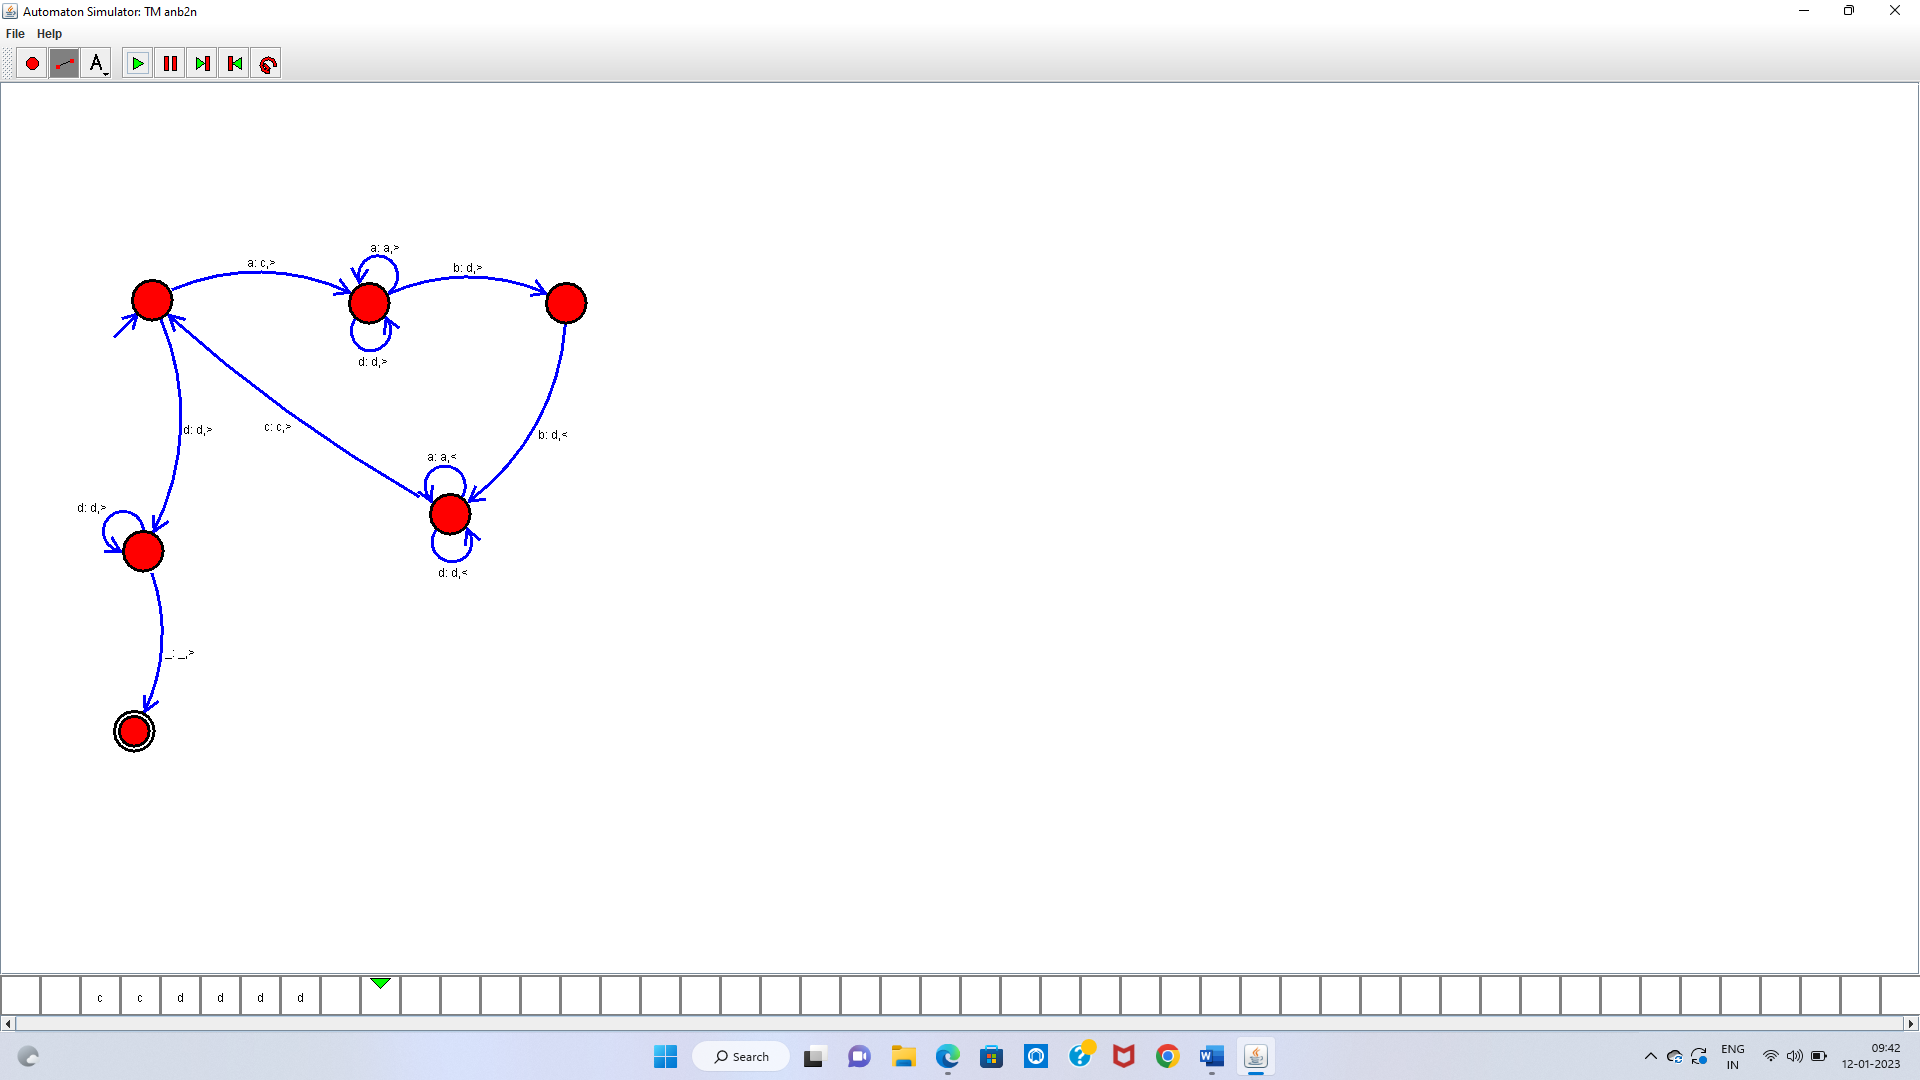 Automaton Simulator: TM anb2n
File Help
A
a: a,>
a: c,>
b: d,>
d: d,>
c: c,>
d: d,>
b: d,<
a: a,<
d: d,>
d: d,<
_: _,>
c c d d d d
Search
ENG
IN
09:42
12-01-2023